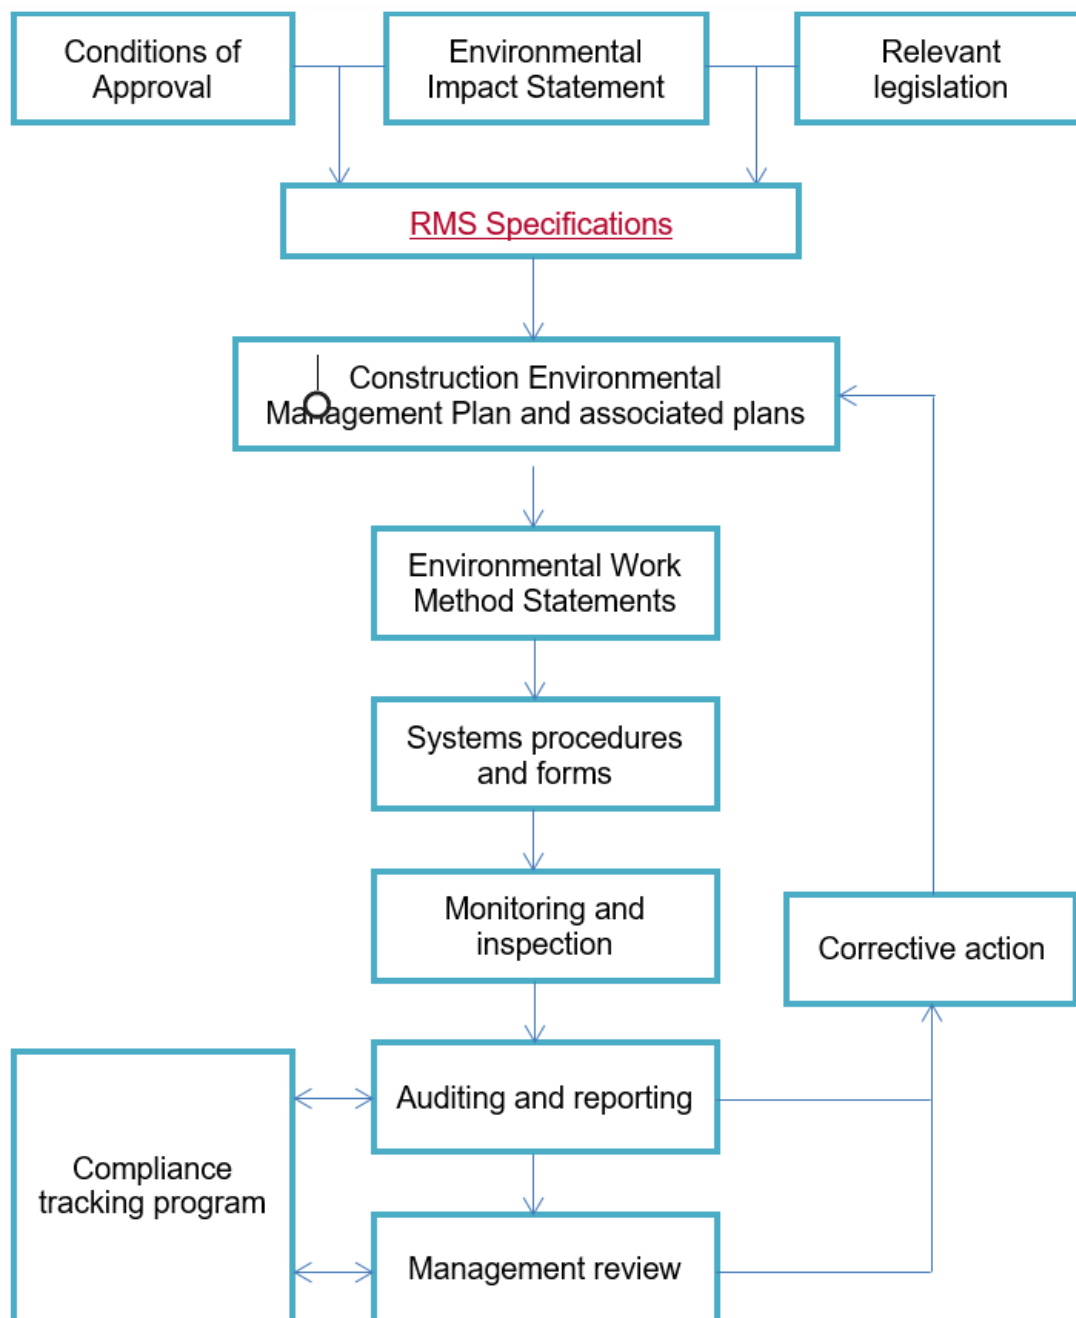 Conditions of
Approval
Environmental
Impact Statement
Relevant
legislation
RMS Specifications
Construction Environmental
Management Plan and associated plans
Environmental Work
Method Statements
Systems procedures
and forms
Monitoring and
inspection
Corrective action
Auditing and reporting
Compliance
tracking program
Management review